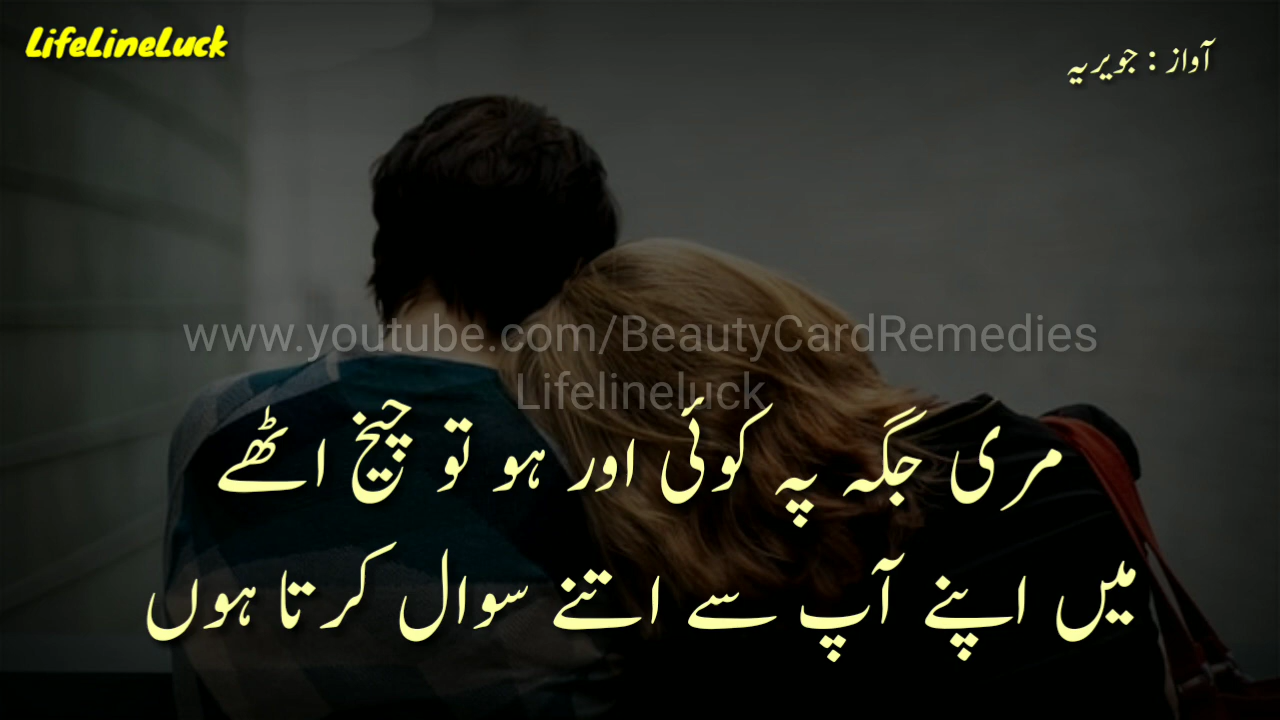 LifeLineLuck
آواز : جویریہ
www.youtube.com/BeautyCardRemedies
Lifelineluck
مری جگہ پہ کوئی اور ہو تو چیخ اٹھے
میں اپنے آپ سے اتنے سوال کرتا ہوں